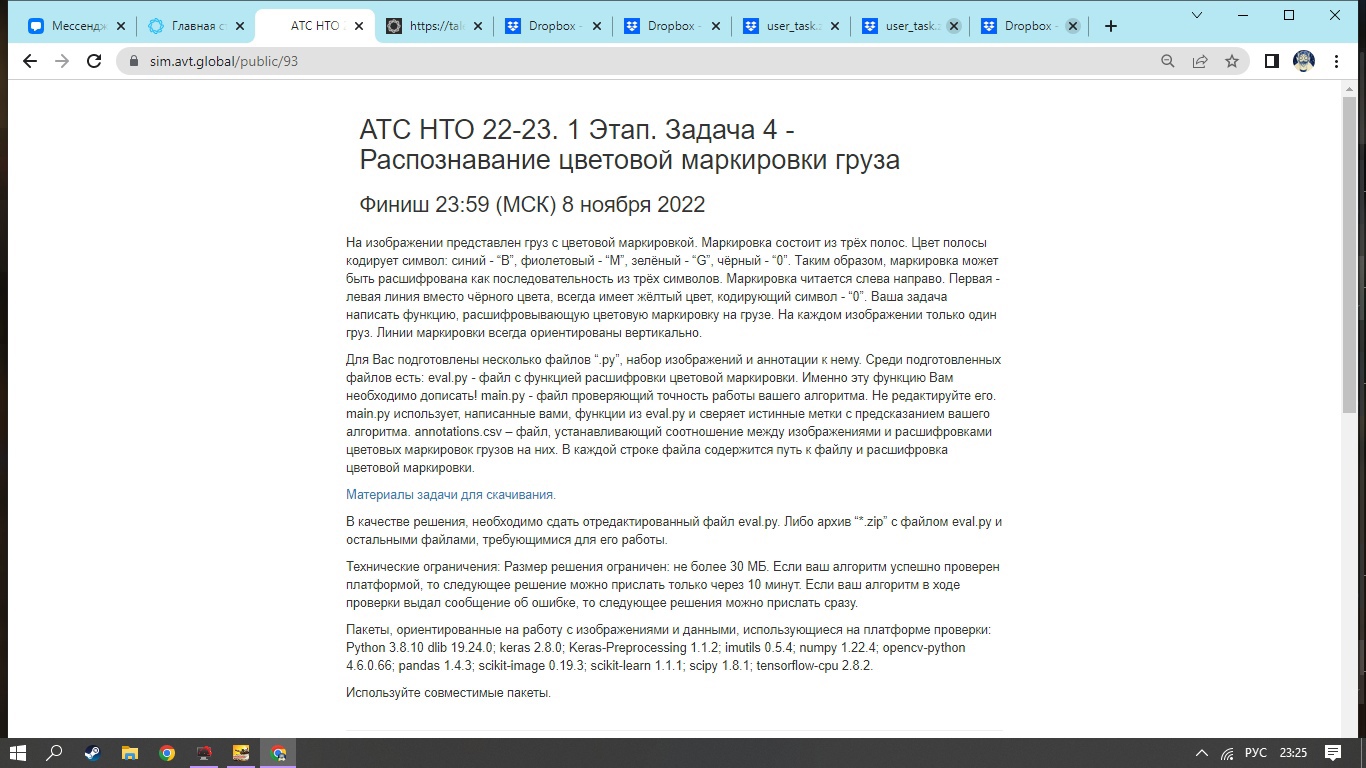 Мессендж
Главная ст
АТС НТО 2
https://tale
Dropbox -
Dropbox -
user_task.z
user_task.z
Dropbox -
sim.avt.global/public/93
АТС НТО 22-23. 1 Этап. Задача 4 -
Распознавание цветовой маркировки груза
Финиш 23:59 (МСК) 8 ноября 2022
На изображении представлен груз с цветовой маркировкой. Маркировка состоит из трёх полос. Цвет полосы
кодирует символ: синий - “B”, фиолетовый - “M”, зелёный - “G”, чёрный - “0”. Таким образом, маркировка может
быть расшифрована как последовательность из трёх символов. Маркировка читается слева направо. Первая -
левая линия вместо чёрного цвета, всегда имеет жёлтый цвет, кодирующий символ - “0”. Ваша задача
написать функцию, расшифровывающую цветовую маркировку на грузе. На каждом изображении только один
груз. Линии маркировки всегда ориентированы вертикально.
Для Вас подготовлены несколько файлов “.py”, набор изображений и аннотации к нему. Среди подготовленных
файлов есть: eval.py - файл с функцией расшифровки цветовой маркировки. Именно эту функцию Вам
необходимо дописать! main.py - файл проверяющий точность работы вашего алгоритма. Не редактируйте его.
main.py использует, написанные вами, функции из eval.py и сверяет истинные метки с предсказанием вашего
алгоритма. annotations.csv – файл, устанавливающий соотношение между изображениями и расшифровками
цветовых маркировок грузов на них. В каждой строке файла содержится путь к файлу и расшифровка
цветовой маркировки.
Материалы задачи для скачивания.
В качестве решения, необходимо сдать отредактированный файл eval.py. Либо архив “*.zip” с файлом eval.py и
остальными файлами, требующимися для его работы.
Технические ограничения: Размер решения ограничен: не более 30 МБ. Если ваш алгоритм успешно проверен
платформой, то следующее решение можно прислать только через 10 минут. Если ваш алгоритм в ходе
проверки выдал сообщение об ошибке, то следующее решения можно прислать сразу.
Пакеты, ориентированные на работу с изображениями и данными, использующиеся на платформе проверки:
Python 3.8.10 dlib 19.24.0; keras 2.8.0; Keras-Preprocessing 1.1.2; imutils 0.5.4; numpy 1.22.4; opencv-python
4.6.0.66; pandas 1.4.3; scikit-image 0.19.3; scikit-learn 1.1.1; scipy 1.8.1; tensorflow-cpu 2.8.2.
Используйте совместимые пакеты.
РУС
23:25